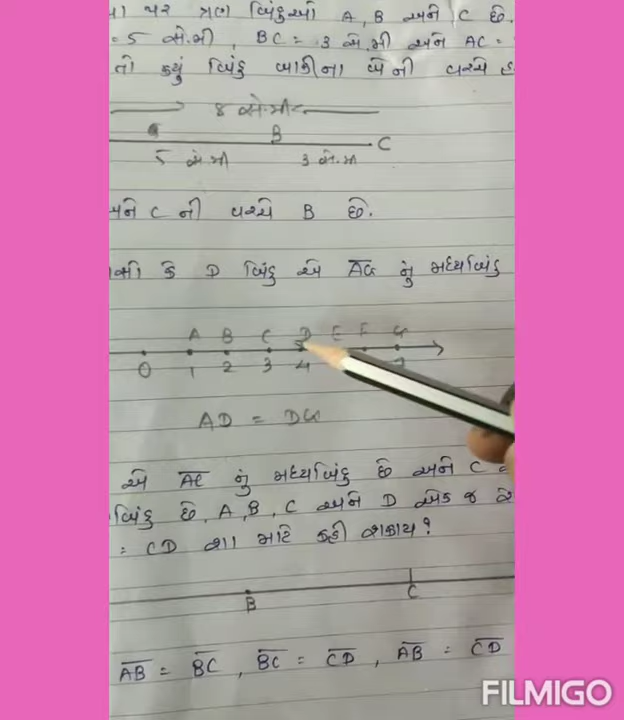 પર ત્રણ બિંદુઓ A, B અને C છે.
= 5 સે.મી, BC = 3 સે.મી અને AC =
તો કયું બિંદુ બાકીના બેની વચ્ચે
8 સે.મી
B C
5 સે.મી 3 સે.મી
અને C ની વચ્ચે B છે.
કે D બિંદુ એ AG નું મધ્યબિંદુ
A B C D E F G
0 1 2 3 4 7
AD = DG
એ AC નું મધ્યબિંદુ છે અને C
બિંદુ છે, A, B, C અને D એક જ
= CD શા માટે કહી શકાય?
B C
AB = BC, BC = CD, AB = CD
FILMIGO